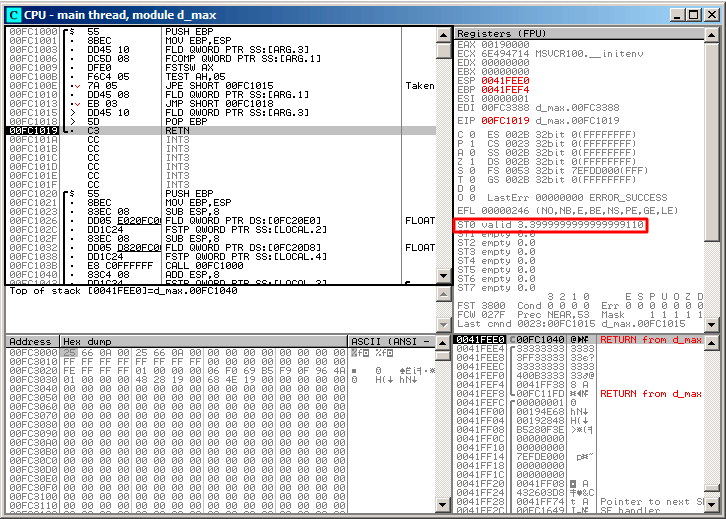 CPU - main thread, module d_max
00FC1000 55 PUSH EBP
00FC1001 8BEC MOV EBP,ESP
00FC1003 DD45 10 FLD QWORD PTR SS:[ARG.3]
00FC1006 DC5D 08 FCOMP QWORD PTR SS:[ARG.1]
00FC1009 DFE0 FSTSW AX
00FC100B F6C4 05 TEST AH,05
00FC100E 7A 05 JPE SHORT 00FC1015 Taken
00FC1010 DD45 08 FLD QWORD PTR SS:[ARG.1]
00FC1013 EB 03 JMP SHORT 00FC1018
00FC1015 DD45 10 FLD QWORD PTR SS:[ARG.3]
00FC1018 5D POP EBP
00FC1019 C3 RETN
00FC101A CC INT3
00FC101B CC INT3
00FC101C CC INT3
00FC101D CC INT3
00FC101E CC INT3
00FC101F CC INT3
00FC1020 55 PUSH EBP
00FC1021 8BEC MOV EBP,ESP
00FC1023 83EC 08 SUB ESP,8
DD05 E020FC00 FLD QWORD PTR DS:[0FC20E0] FLOAT
DD1C24 FSTP QWORD PTR SS:[LOCAL.2]
83EC 08 SUB ESP,8
DD05 D820FC00 FLD QWORD PTR DS:[0FC20D8] FLOAT
DD1C24 FSTP QWORD PTR SS:[LOCAL.4]
E8 C0FFFFFF CALL 00FC1000
83C4 08 ADD ESP,8
Top of stack [0041FEE0]=d_max.00FC1040
Registers (FPU)
EAX 00190000
ECX 6E494714 MSVCR100.__initenv
EDX 00000000
EBX 00000000
ESP 0041FEE0
EBP 0041FEF4
ESI 00000001
EDI 00FC3388 d_max.00FC3388
EIP 00FC1019 d_max.00FC1019
C 0 ES 002B 32bit 0(FFFFFFFF)
P 1 CS 0023 32bit 0(FFFFFFFF)
A 0 SS 002B 32bit 0(FFFFFFFF)
Z 1 DS 002B 32bit 0(FFFFFFFF)
S 0 FS 0053 32bit 7EFDD000(FFF)
T 0 GS 002B 32bit 0(FFFFFFFF)
D 0
O 0 LastErr 00000000 ERROR_SUCCESS
EFL 00000246 (NO,NB,E,BE,NS,PE,GE,LE)
ST0 valid 3.3999999999999999110
ST1 empty 0.0
ST2 empty 0.0
ST3 empty 0.0
ST4 empty 0.0
ST5 empty 0.0
ST6 empty 0.0
ST7 empty 0.0
3 2 1 0 E S P U O Z D
FST 3800 Cond 0 0 0 0 Err 0 0 0 0 0 0 0
FCW 027F Prec NEAR,53 Mask 1 1 1 1 1
Last cmnd 0023:00FC1015 d_max.00FC1015
Address Hex dump ASCII (ANSI -
00FC3000 25 66 0A 00 25 66 0A 00 00 00 00 00 00 00 00 00
00FC3010 FF FF FF FF FF FF FF FF 00 00 00 00 00 00 00 00
00FC3020 FE FF FF FF 01 00 00 00 06 F0 69 B5 F9 0F 96 4A
00FC3030 01 00 00 00 48 28 19 00 68 4E 19 00 00 00 00 00
00FC3040 00 00 00 00 00 00 00 00 00 00 00 00 00 00 00 00
00FC3050 00 00 00 00 00 00 00 00 00 00 00 00 00 00 00 00
00FC3060 00 00 00 00 00 00 00 00 00 00 00 00 00 00 00 00
00FC3070 00 00 00 00 00 00 00 00 00 00 00 00 00 00 00 00
00FC3080 00 00 00 00 00 00 00 00 00 00 00 00 00 00 00 00
00FC3090 00 00 00 00 00 00 00 00 00 00 00 00 00 00 00 00
00FC30A0 00 00 00 00 00 00 00 00 00 00 00 00 00 00 00 00
00FC30B0 00 00 00 00 00 00 00 00 00 00 00 00 00 00 00 00
00FC30C0 00 00 00 00 00 00 00 00 00 00 00 00 00 00 00 00
00FC30D0 00 00 00 00 00 00 00 00 00 00 00 00 00 00 00 00
00FC30E0 00 00 00 00 00 00 00 00 00 00 00 00 00 00 00 00
00FC30F0 00 00 00 00 00 00 00 00 00 00 00 00 00 00 00 00
00FC3100 00 00 00 00 00 00 00 00 00 00 00 00 00 00 00 00
00FC3110 00 00 00 00 00 00 00 00 00 00 00 00 00 00 00 00
0041FEE0 00FC1040 RETURN from d_max
0041FEE4 33333333 3333
0041FEE8 3FF33333 333?
0041FEEC 33333333 3333
0041FEF0 400B3333
0041FEF4 0041FF38 8 A
0041FEF8 00FC11FD RETURN from d_max
0041FEFC 00000001
0041FF00 00194E68
0041FF04 00192848
0041FF08 B5280F3E
0041FF0C 00000000
0041FF10 00000000
0041FF14 7EFDE000
0041FF18 00000000
0041FF1C 00000000
0041FF20 0041FF08
0041FF24 432603D8
0041FF28 0041FF74 t A Pointer to next S
00FC1649 SE handler